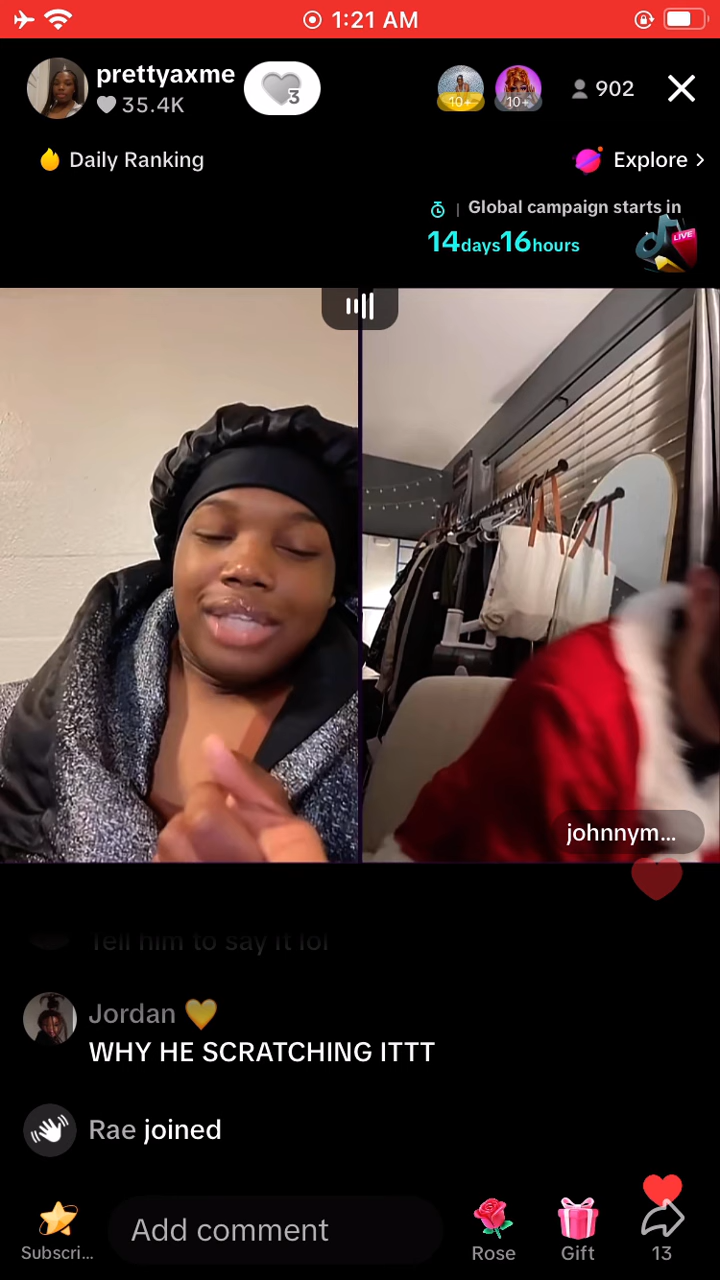 1:21 AM
prettyaxme
35.4K
3
10+
10+
902
Daily Ranking
Explore
Global campaign starts in
14days16hours
LIVE
johnnym...
Tell him to say it lol
Jordan 💛
WHY HE SCRATCHING ITTT
Rae joined
Subscri...
Add comment
Rose
Gift
13